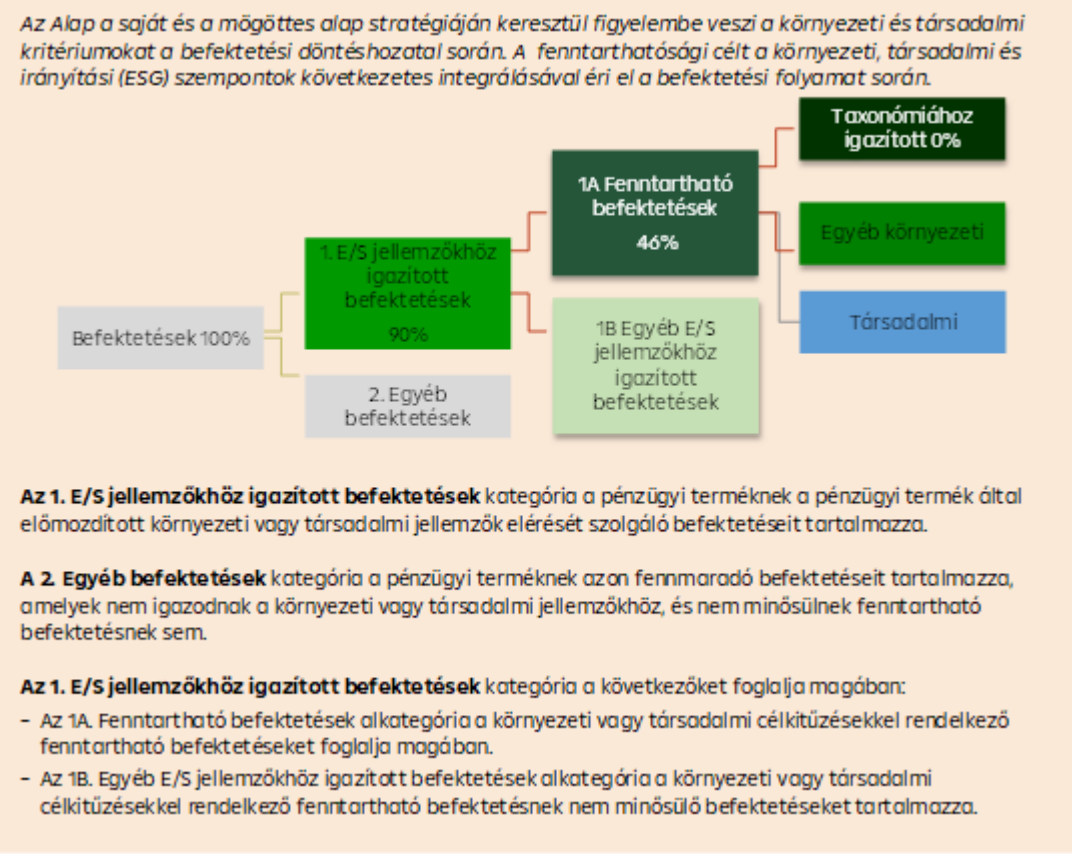 Az Alap a saját és a mögöttes alap stratégiáján keresztül figyelembe veszi a környezeti és társadalmi
kritériumokat a befektetési döntéshozatal során. A fenntarthatósági célt a környezeti, társadalmi és
irányítási (ESG) szempontok következetes integrálásával éri el a befektetési folyamat során.
Befektetések 100%
1. E/S jellemzőkhöz
igazított
befektetések
90%
2. Egyéb
befektetések
1A Fenntartható
befektetések
46%
1B Egyéb E/S
jellemzőkhöz
igazított
befektetések
Taxonómiához
igazított 0%
Egyéb környezeti
Társadalmi
Az 1. E/S jellemzőkhöz igazított befektetések kategória a pénzügyi terméknek a pénzügyi termék által
előmozdított környezeti vagy társadalmi jellemzők elérését szolgáló befektetéseit tartalmazza.
A 2. Egyéb befektetések kategória a pénzügyi terméknek azon fennmaradó befektetéseit tartalmazza,
amelyek nem igazodnak a környezeti vagy társadalmi jellemzőkhöz, és nem minősülnek fenntartható
befektetésnek sem.
Az 1. E/S jellemzőkhöz igazított befektetések kategória a következőket foglalja magában:
– Az 1A. Fenntartható befektetések alkategória a környezeti vagy társadalmi célkitűzésekkel rendelkező
fenntartható befektetéseket foglalja magában.
– Az 1B. Egyéb E/S jellemzőkhöz igazított befektetések alkategória a környezeti vagy társadalmi
célkitűzésekkel rendelkező fenntartható befektetésnek nem minősülő befektetéseket tartalmazza.